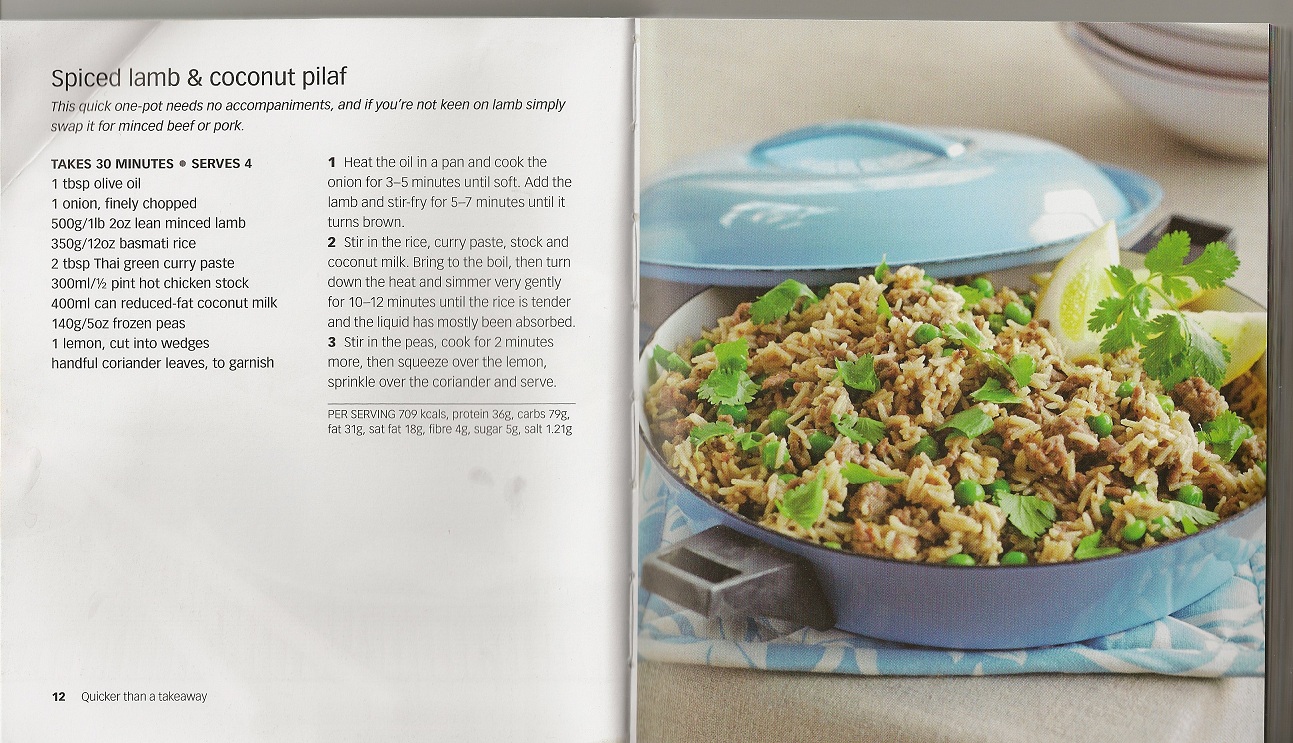 Spiced lamb & coconut pilaf
This quick one-pot needs no accompaniments, and if you're not keen on lamb simply
swap it for minced beef or pork.
TAKES 30 MINUTES • SERVES 4
1 tbsp olive oil
1 onion, finely chopped
500g/1lb 2oz lean minced lamb
350g/12oz basmati rice
2 tbsp Thai green curry paste
300ml/½ pint hot chicken stock
400ml can reduced-fat coconut milk
140g/5oz frozen peas
1 lemon, cut into wedges
handful coriander leaves, to garnish
1 Heat the oil in a pan and cook the
onion for 3–5 minutes until soft. Add the
lamb and stir-fry for 5–7 minutes until it
turns brown.
2 Stir in the rice, curry paste, stock and
coconut milk. Bring to the boil, then turn
down the heat and simmer very gently
for 10–12 minutes until the rice is tender
and the liquid has mostly been absorbed.
3 Stir in the peas, cook for 2 minutes
more, then squeeze over the lemon,
sprinkle over the coriander and serve.
PER SERVING 709 kcals, protein 36g, carbs 79g,
fat 31g, sat fat 18g, fibre 4g, sugar 5g, salt 1.21g
12 Quicker than a takeaway